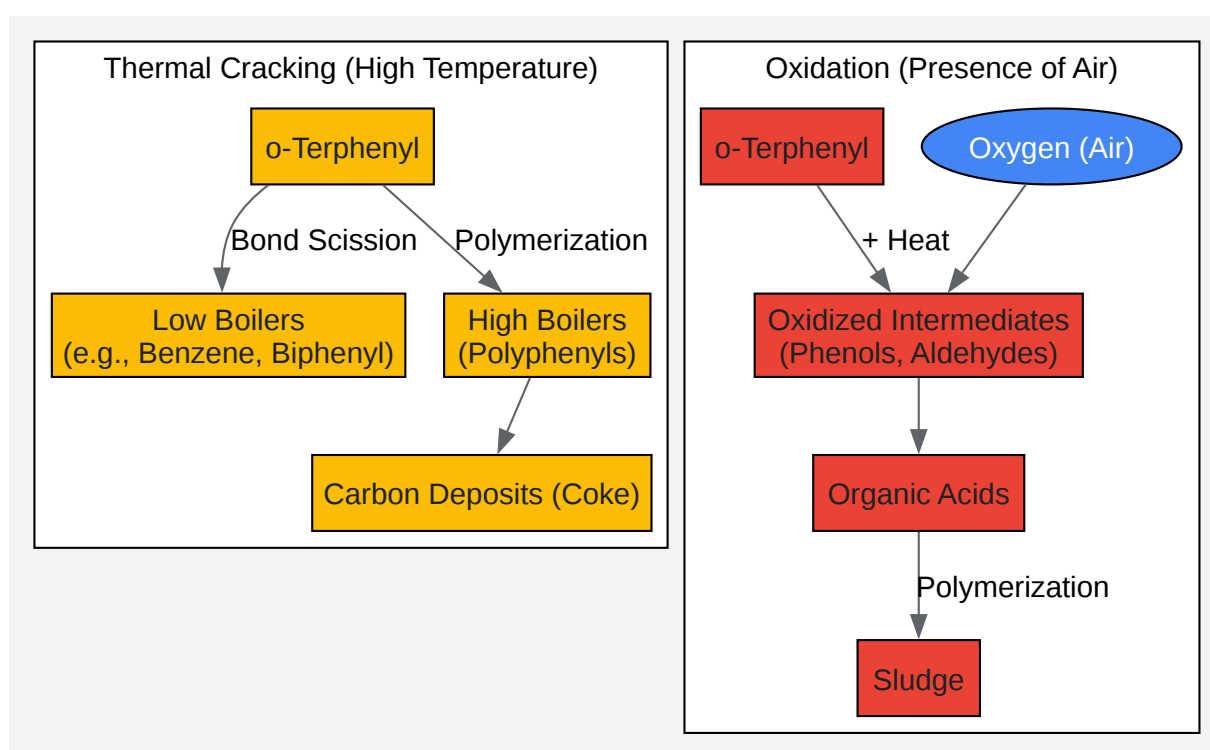 Thermal Cracking (High Temperature)
o-Terphenyl
Bond Scission
Polymerization
Low Boilers
(e.g., Benzene, Biphenyl)
High Boilers
(Polyphenyls)
Carbon Deposits (Coke)
Oxidation (Presence of Air)
o-Terphenyl
Oxygen (Air)
+ Heat
Oxidized Intermediates
(Phenols, Aldehydes)
Organic Acids
Polymerization
Sludge